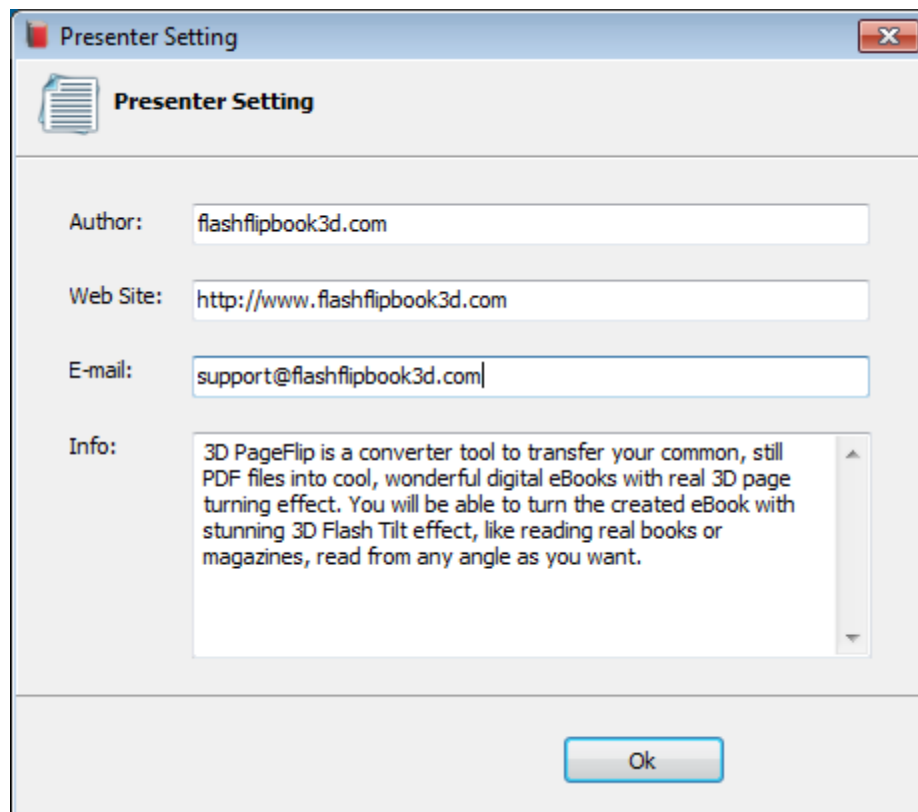 Presenter Setting
Presenter Setting
Author:
flashflipbook3d.com
Web Site:
http://www.flashflipbook3d.com
E-mail:
support@flashflipbook3d.com
Info:
3D PageFlip is a converter tool to transfer your common, still
PDF files into cool, wonderful digital eBooks with real 3D page
turning effect. You will be able to turn the created eBook with
stunning 3D Flash Tilt effect, like reading real books or
magazines, read from any angle as you want.
Ok